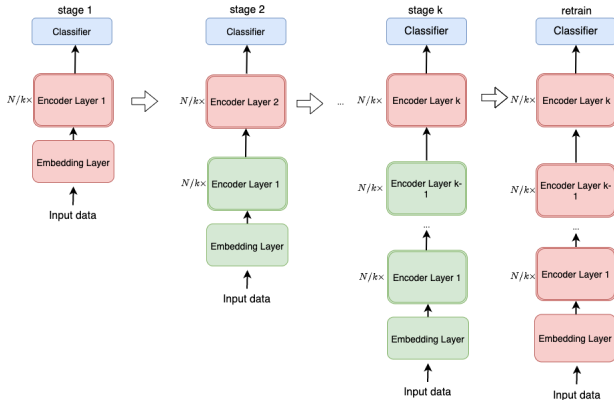 stage 1
Classifier
N/k×
Encoder Layer 1
Embedding Layer
Input data
stage 2
Classifier
N/k×
Encoder Layer 2
N/k×
Encoder Layer 1
Embedding Layer
Input data
...
stage k
Classifier
N/k×
Encoder Layer k
N/k×
Encoder Layer k-
1
...
N/k×
Encoder Layer 1
Embedding Layer
Input data
retrain
Classifier
N/k×
Encoder Layer k
N/k×
Encoder Layer k-
1
...
N/k×
Encoder Layer 1
Embedding Layer
Input data